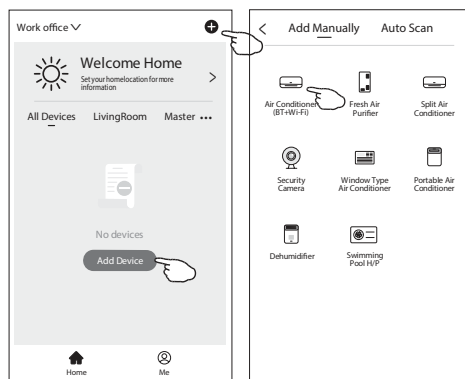 Work office
Welcome Home
Set your home location for more
information
All Devices LivingRoom Master •••
No devices
Add Device
Home Me
Add Manually Auto Scan
Air Conditioner
(BT+Wi-Fi)
Fresh Air
Purifier
Split Air
Conditioner
Security
Camera
Window Type
Air Conditioner
Portable Air
Conditioner
Dehumidifier
Swimming
Pool H/P